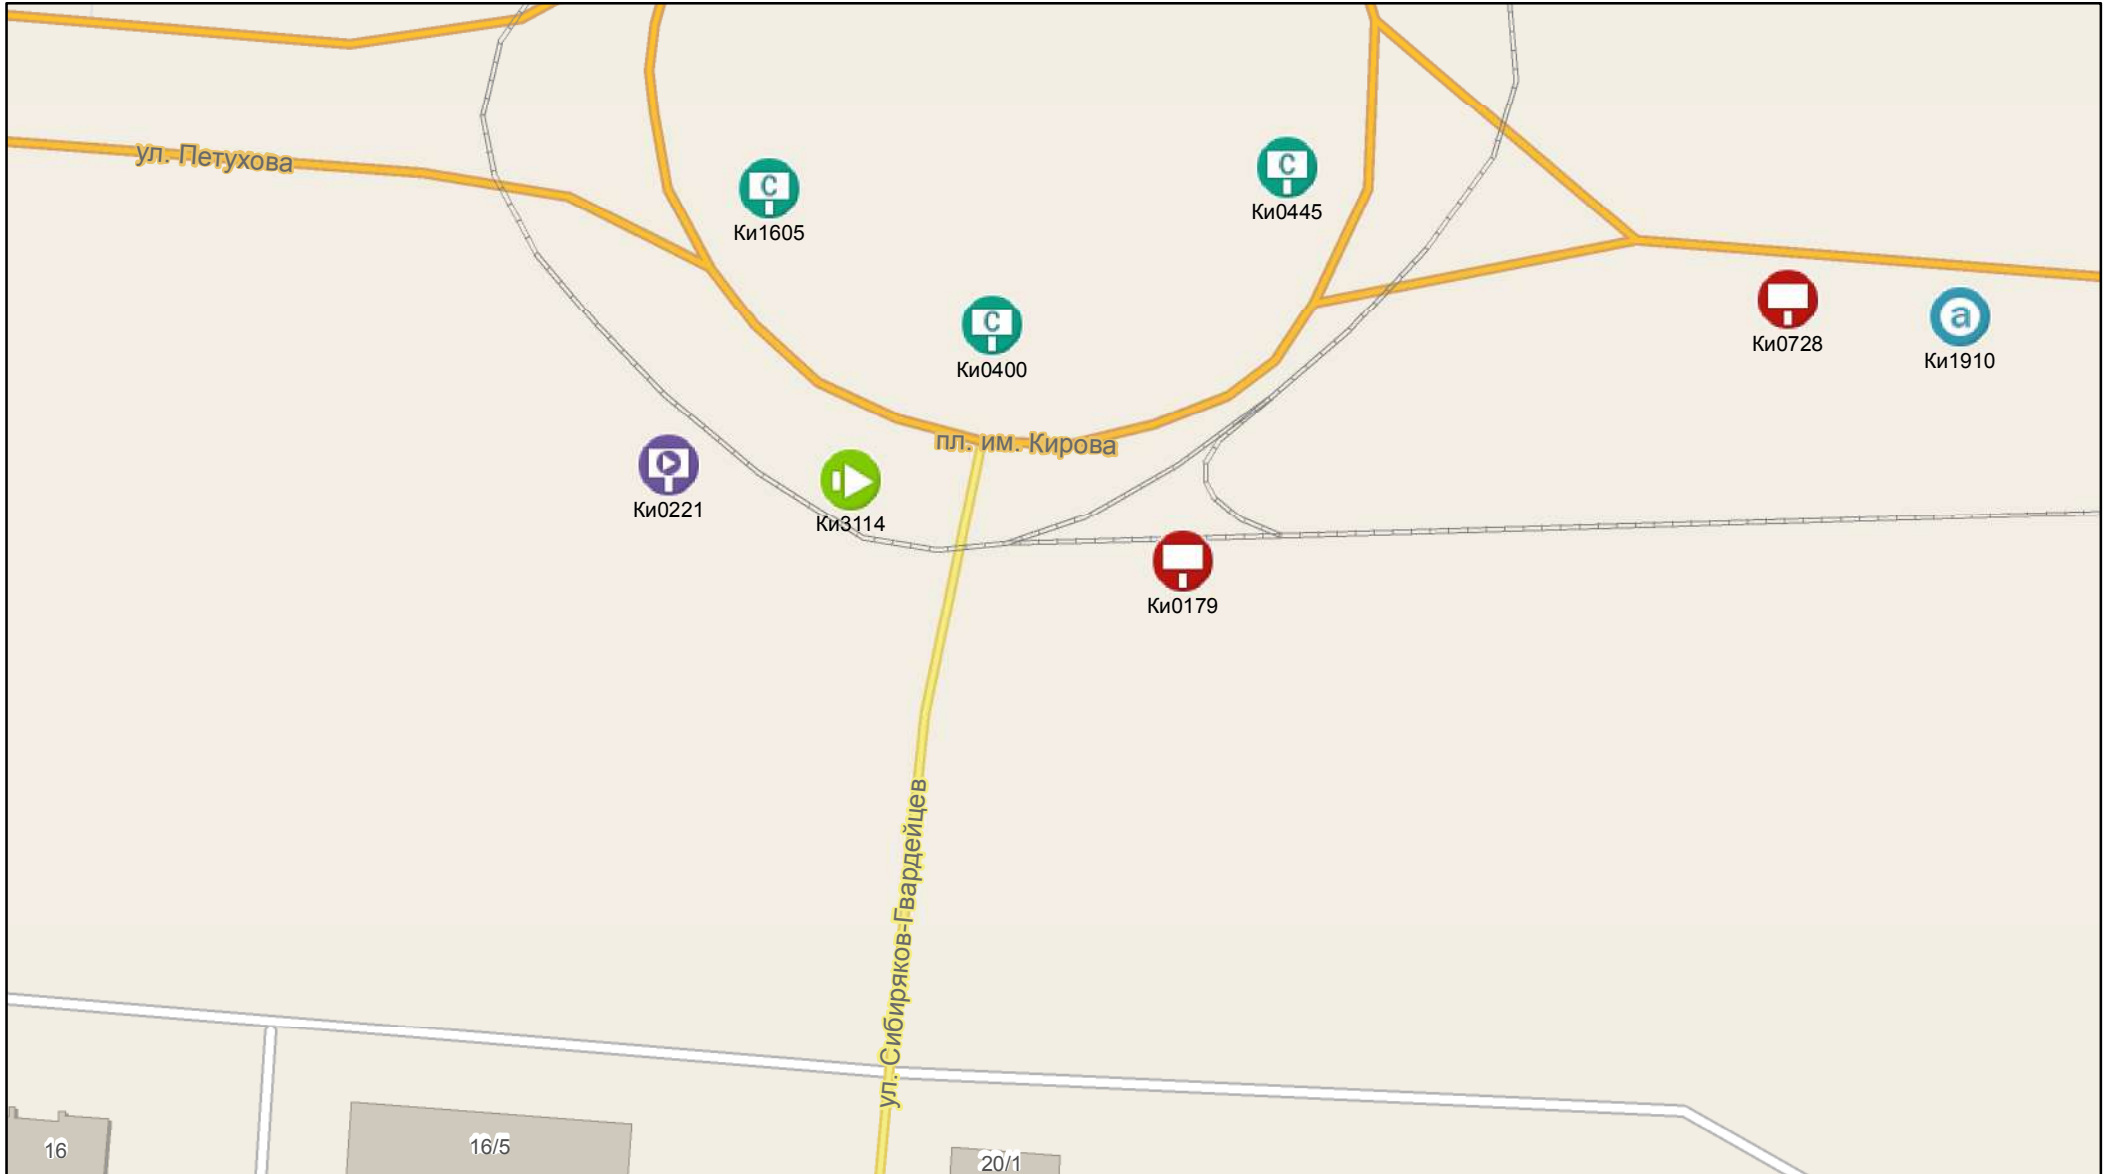 ул. Петухова
С
Ки1605
С
Ки0445
С
Ки0400
Ки0728
а
Ки1910
пл. им. Кирова
Ки0221
Ки3114
Ки0179
ул. Сибиряков-Гвардейцев
16
16/5
20/1